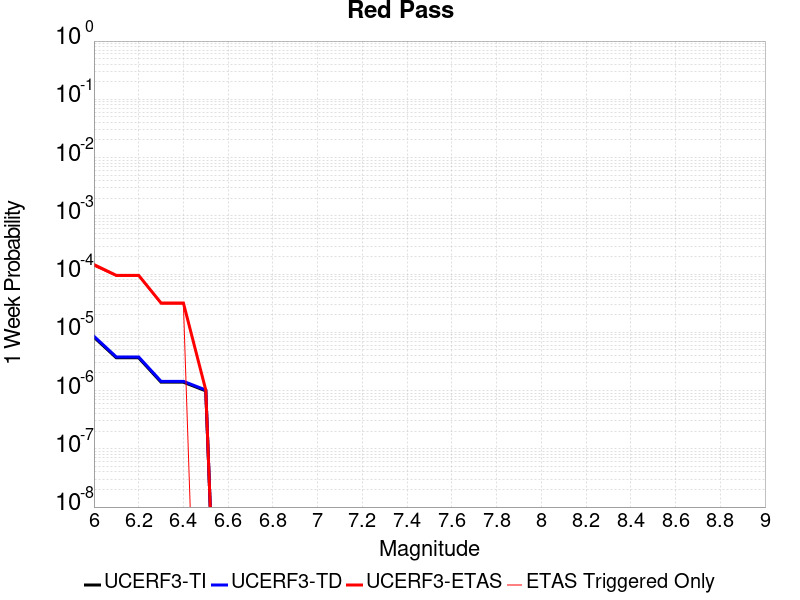 Red Pass
10^0
10^-1
10^-2
10^-3
10^-4
10^-5
10^-6
10^-7
10^-8
1 Week Probability
6 6.2 6.4 6.6 6.8 7 7.2 7.4 7.6 7.8 8 8.2 8.4 8.6 8.8 9
Magnitude
UCERF3-TI UCERF3-TD UCERF3-ETAS ETAS Triggered Only